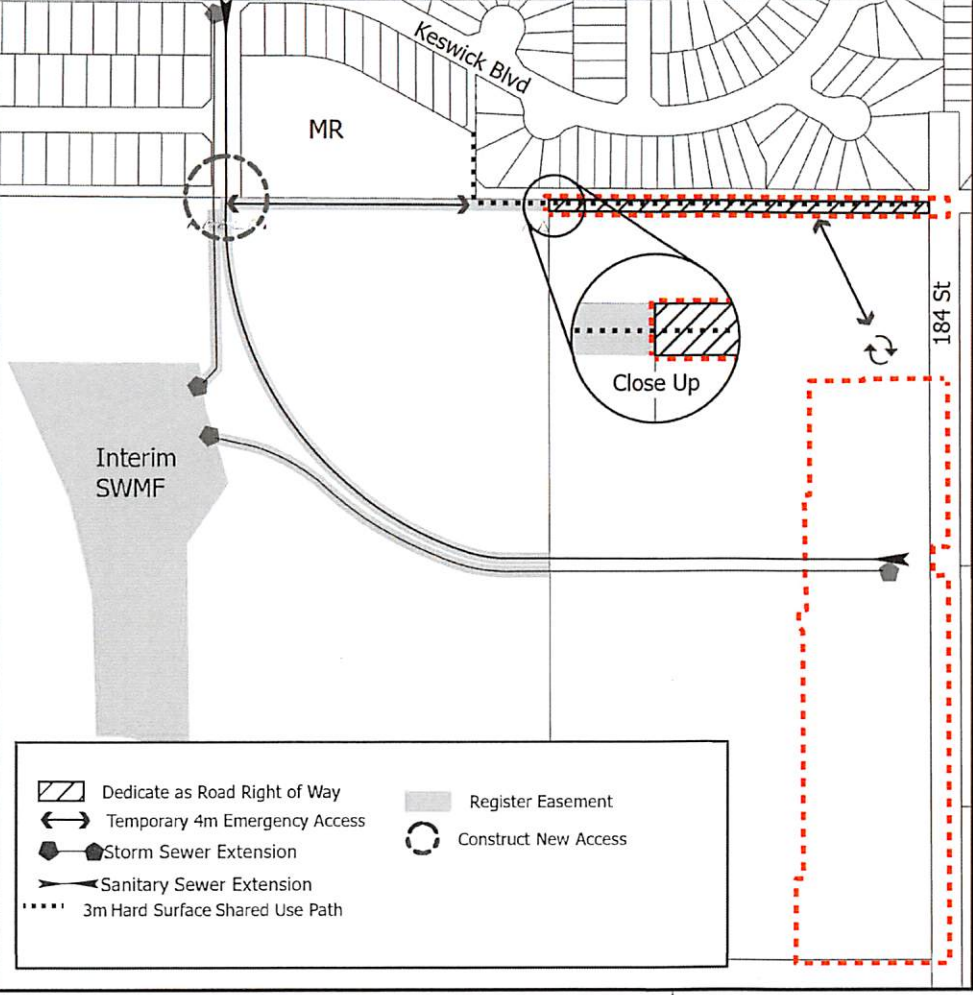 Keswick Blvd
MR
184 St
Close Up
Interim
SWMF
Dedicate as Road Right of Way
Temporary 4m Emergency Access
Storm Sewer Extension
Sanitary Sewer Extension
3m Hard Surface Shared Use Path
Register Easement
Construct New Access